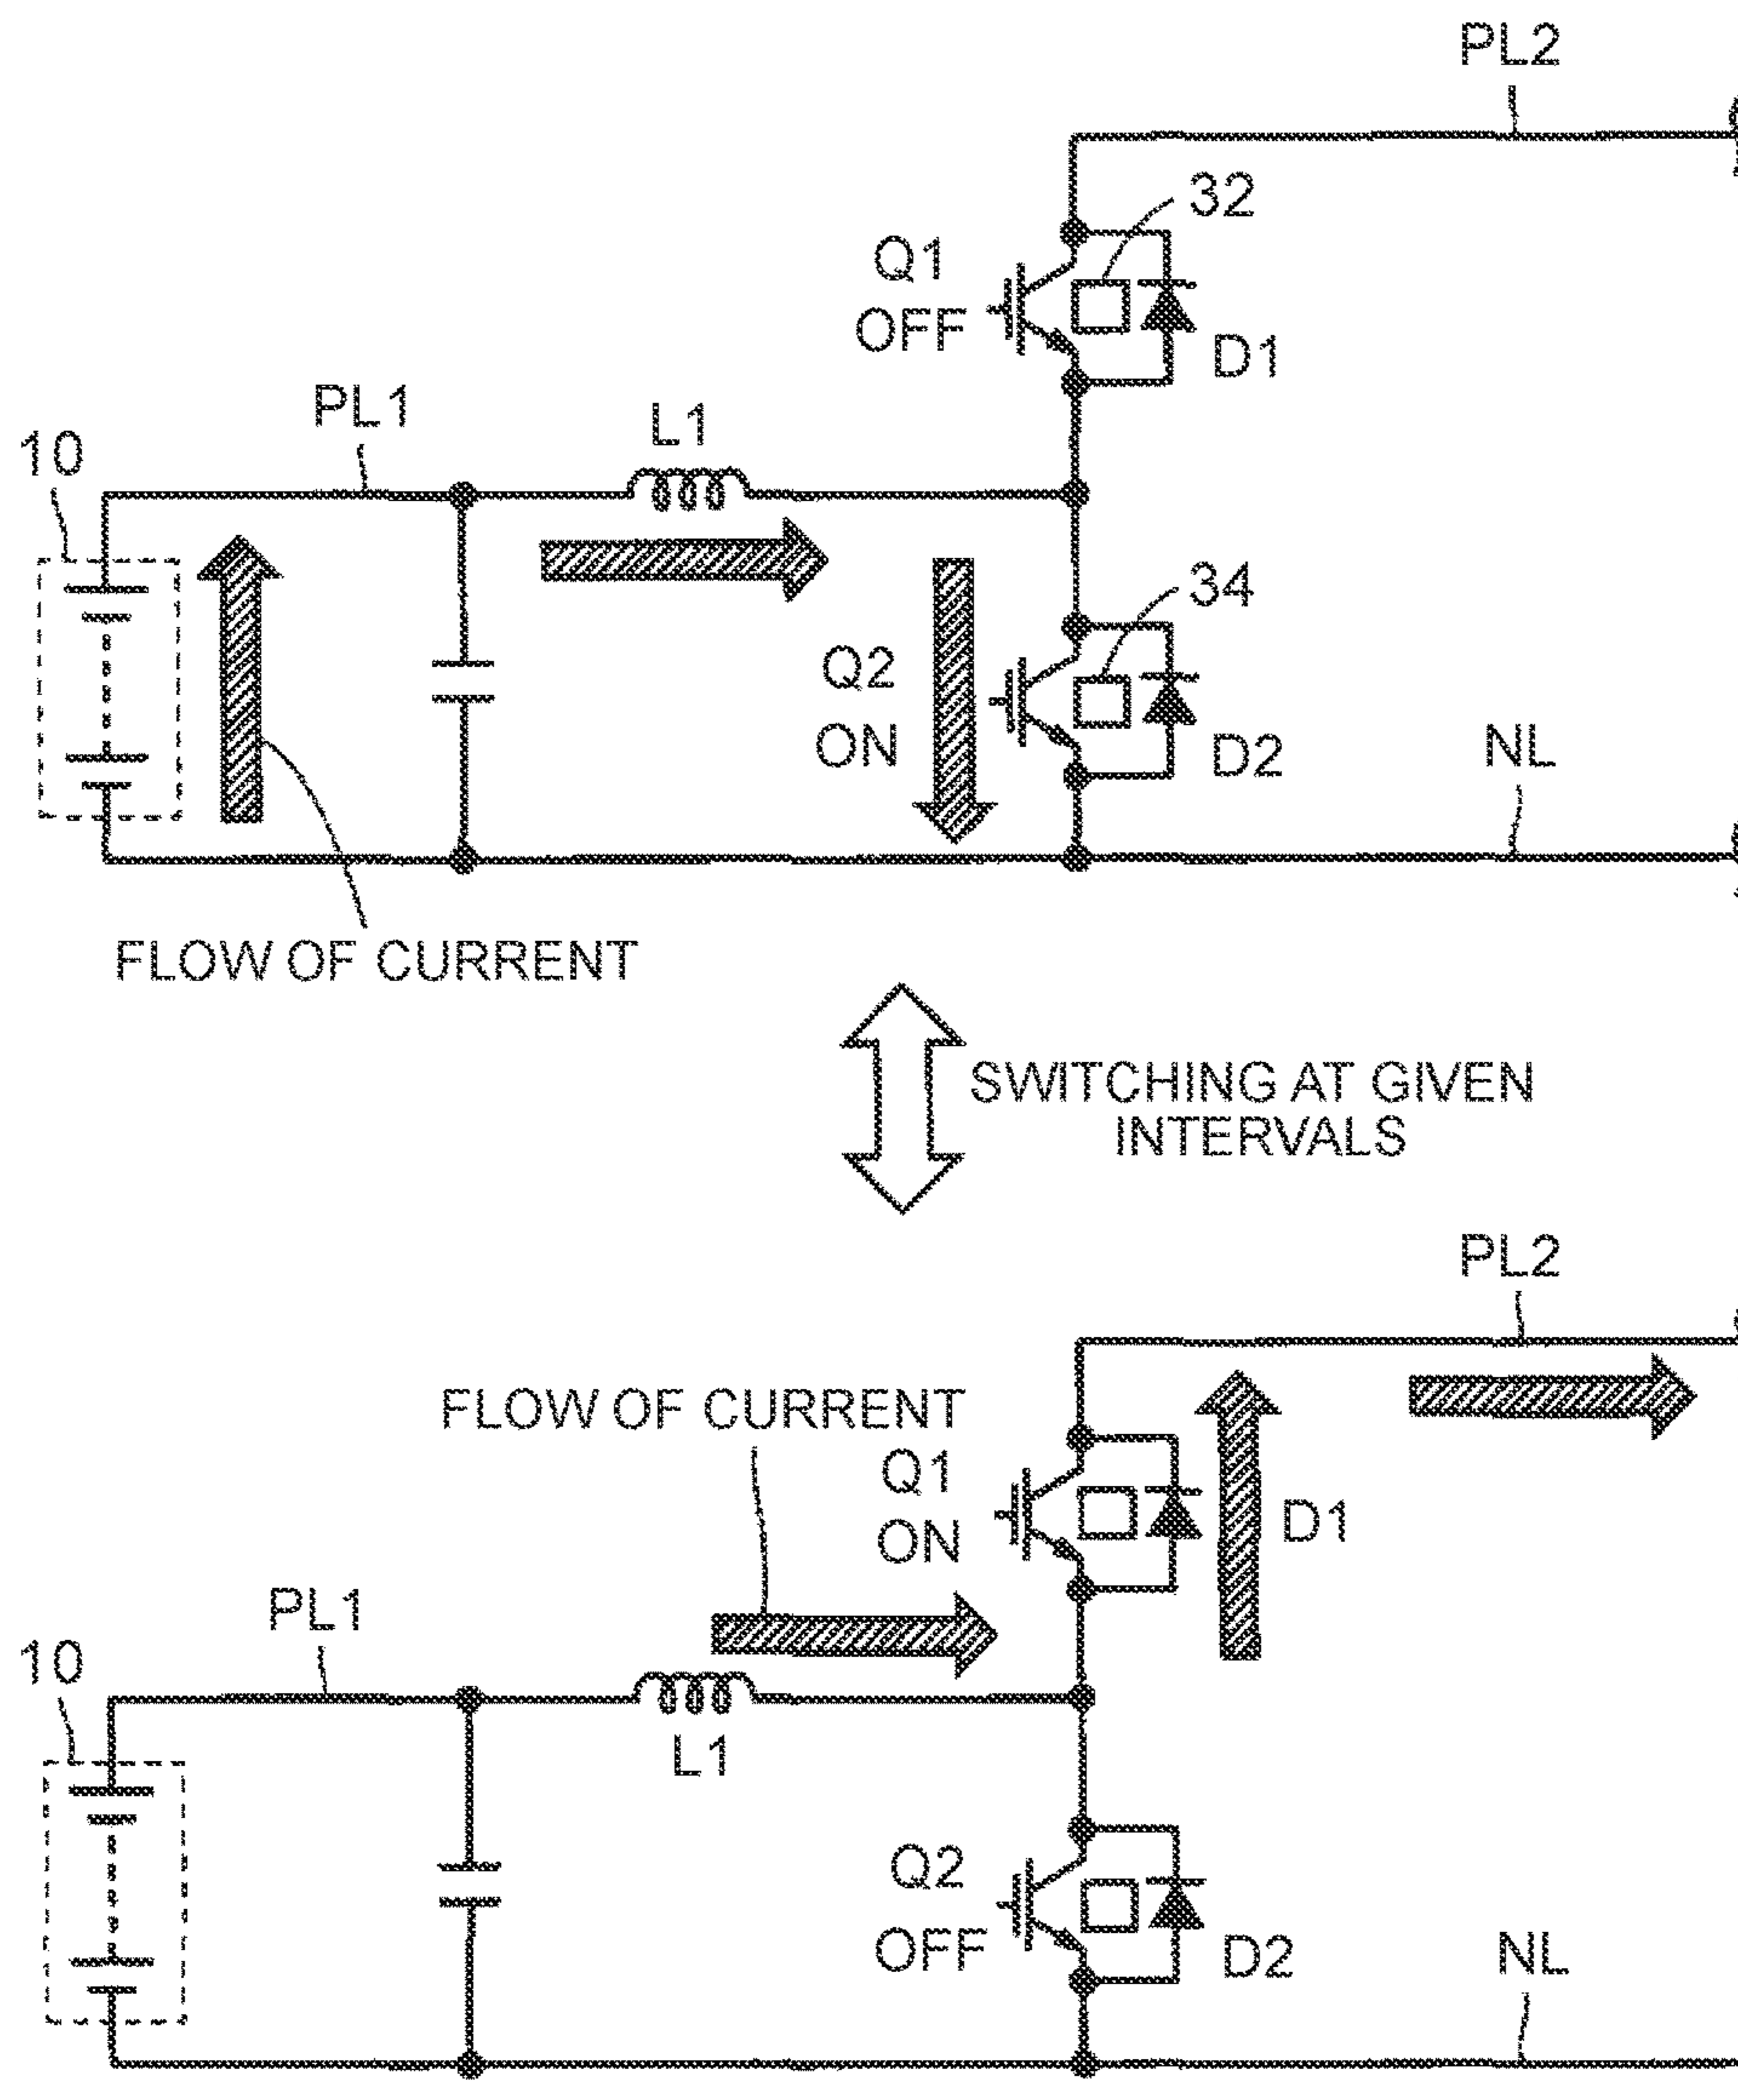 PL2
32
Q1
OFF
D1
PL1
L1
10
34
Q2
ON
D2
NL
FLOW OF CURRENT
SWITCHING AT GIVEN
INTERVALS
PL2
FLOW OF CURRENT
Q1
ON
D1
PL1
10
L1
Q2
OFF
D2
NL